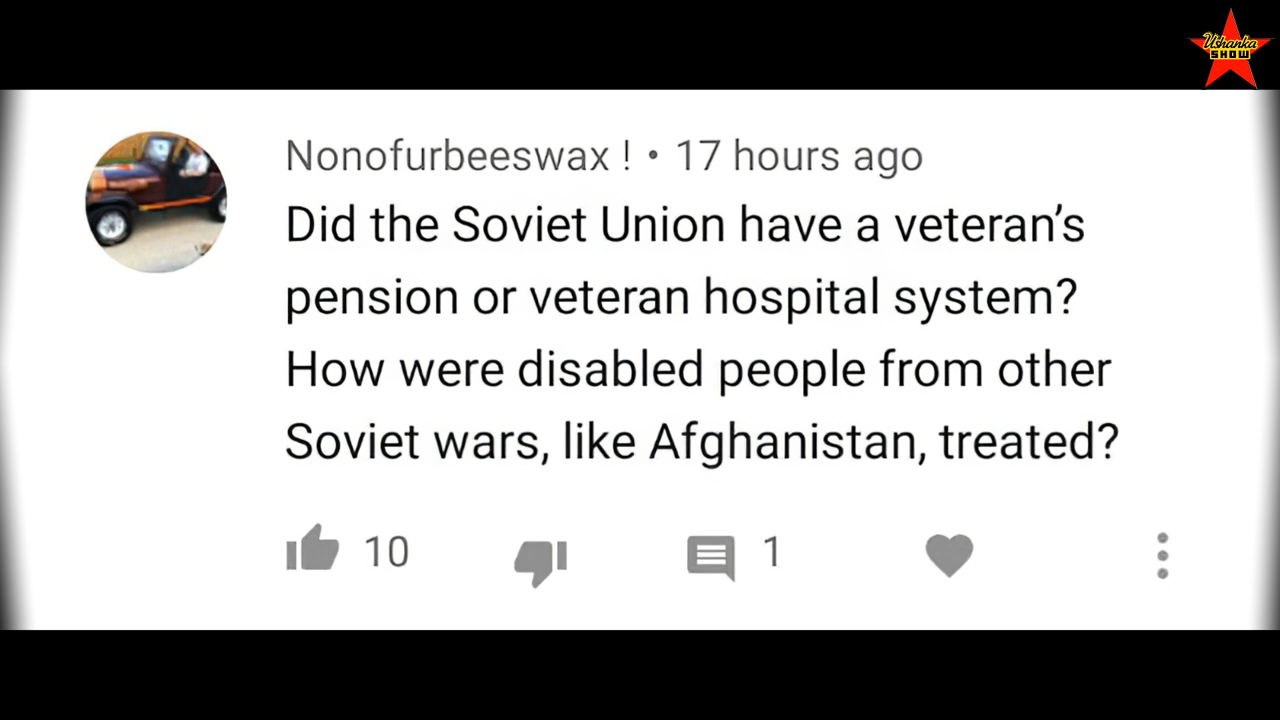 Ushanka
SHOW
Nonofurbeeswax ! • 17 hours ago
Did the Soviet Union have a veteran’s
pension or veteran hospital system?
How were disabled people from other
Soviet wars, like Afghanistan, treated?
10
1